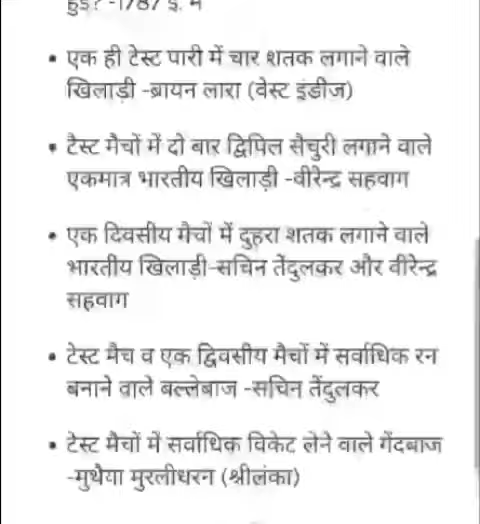 हुई? -1787 ई. में
• एक ही टेस्ट पारी में चार शतक लगाने वाले
खिलाड़ी -ब्रायन लारा (वेस्ट इंडीज)
• टैस्ट मैचों में दो बार द्विपिल सैचुरी लगाने वाले
एकमात्र भारतीय खिलाड़ी -वीरेन्द्र सहवाग
• एक दिवसीय मैचों में दुहरा शतक लगाने वाले
भारतीय खिलाड़ी-सचिन तेंदुलकर और वीरेन्द्र
सहवाग
• टेस्ट मैच व एक द्विवसीय मैचों में सर्वाधिक रन
बनाने वाले बल्लेबाज -सचिन तेंदुलकर
• टेस्ट मैचों में सर्वाधिक विकेट लेने वाले गेंदबाज
-मुथैया मुरलीधरन (श्रीलंका)